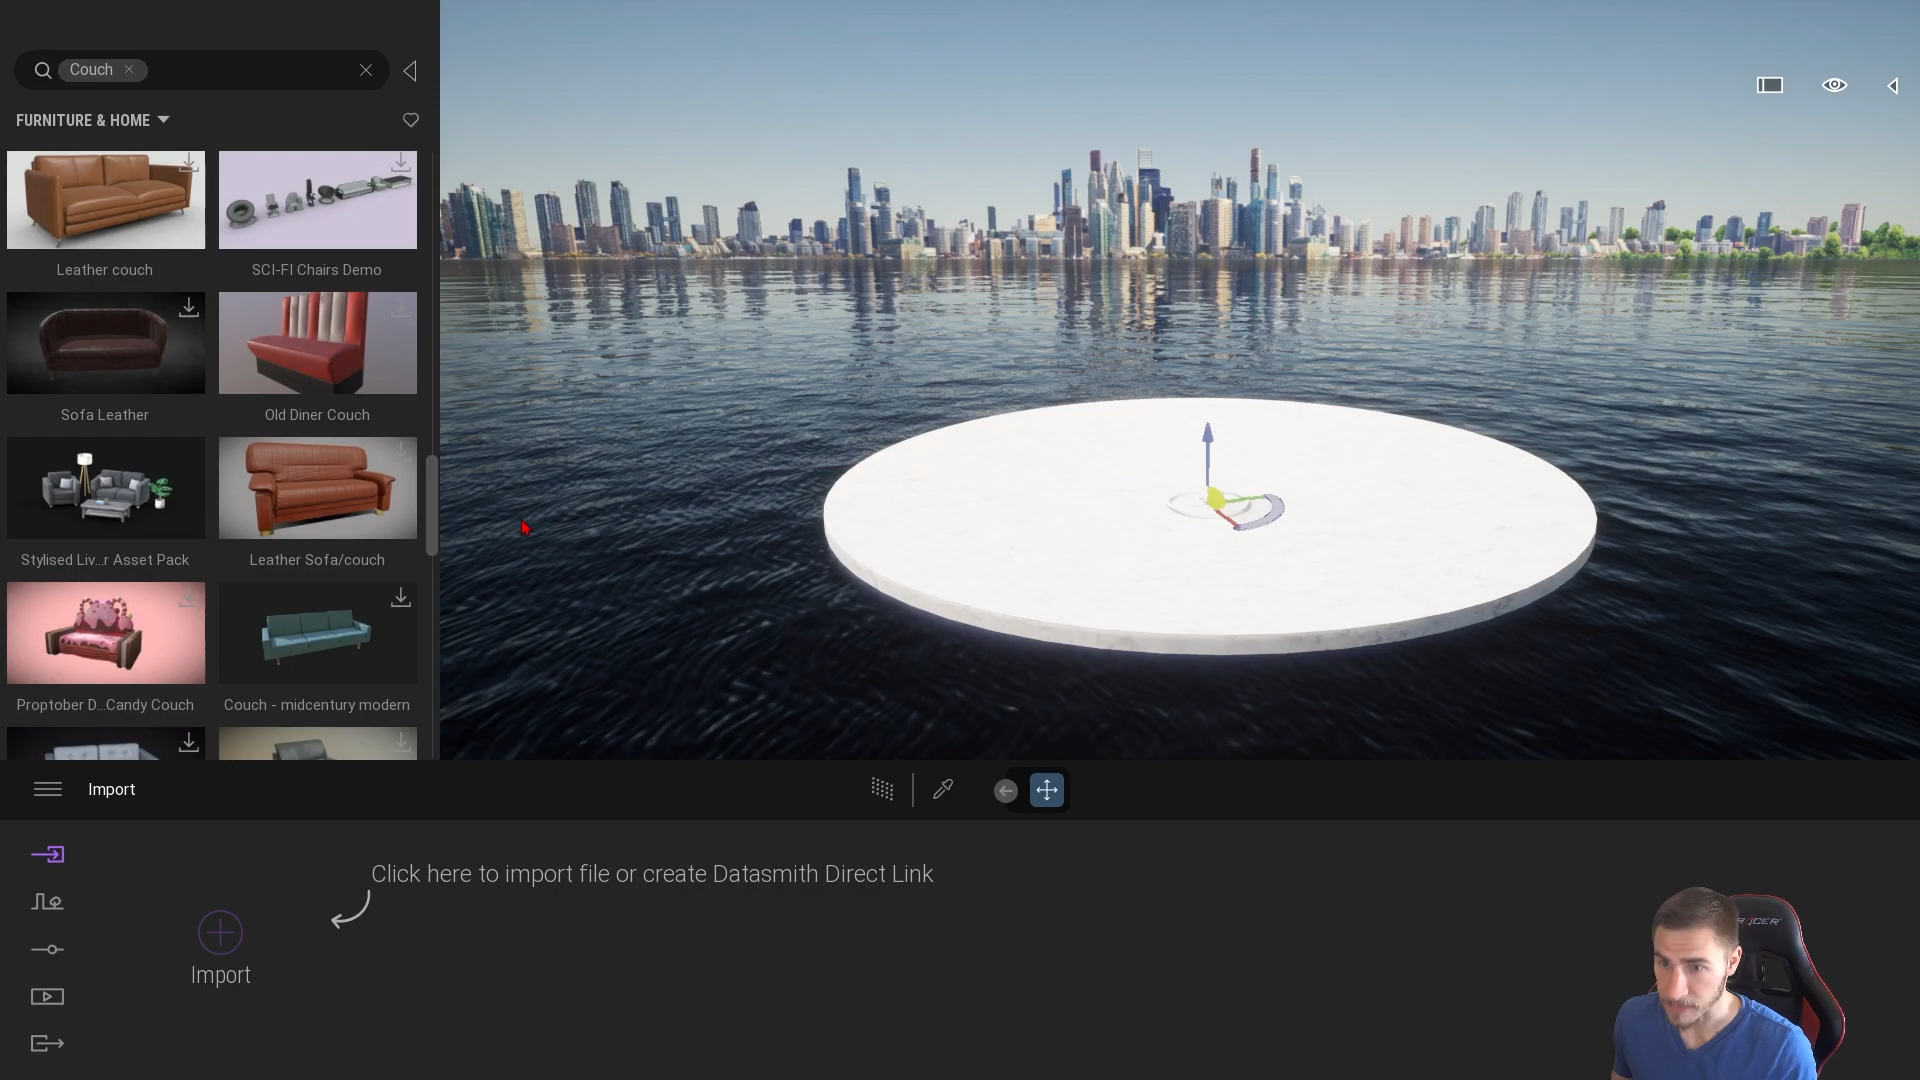 Couch
FURNITURE & HOME
Leather couch
SCI-FI Chairs Demo
Sofa Leather
Old Diner Couch
Stylised Liv...r Asset Pack
Leather Sofa/couch
Proptober D...Candy Couch
Couch - midcentury modern
Import
Click here to import file or create Datasmith Direct Link
Import